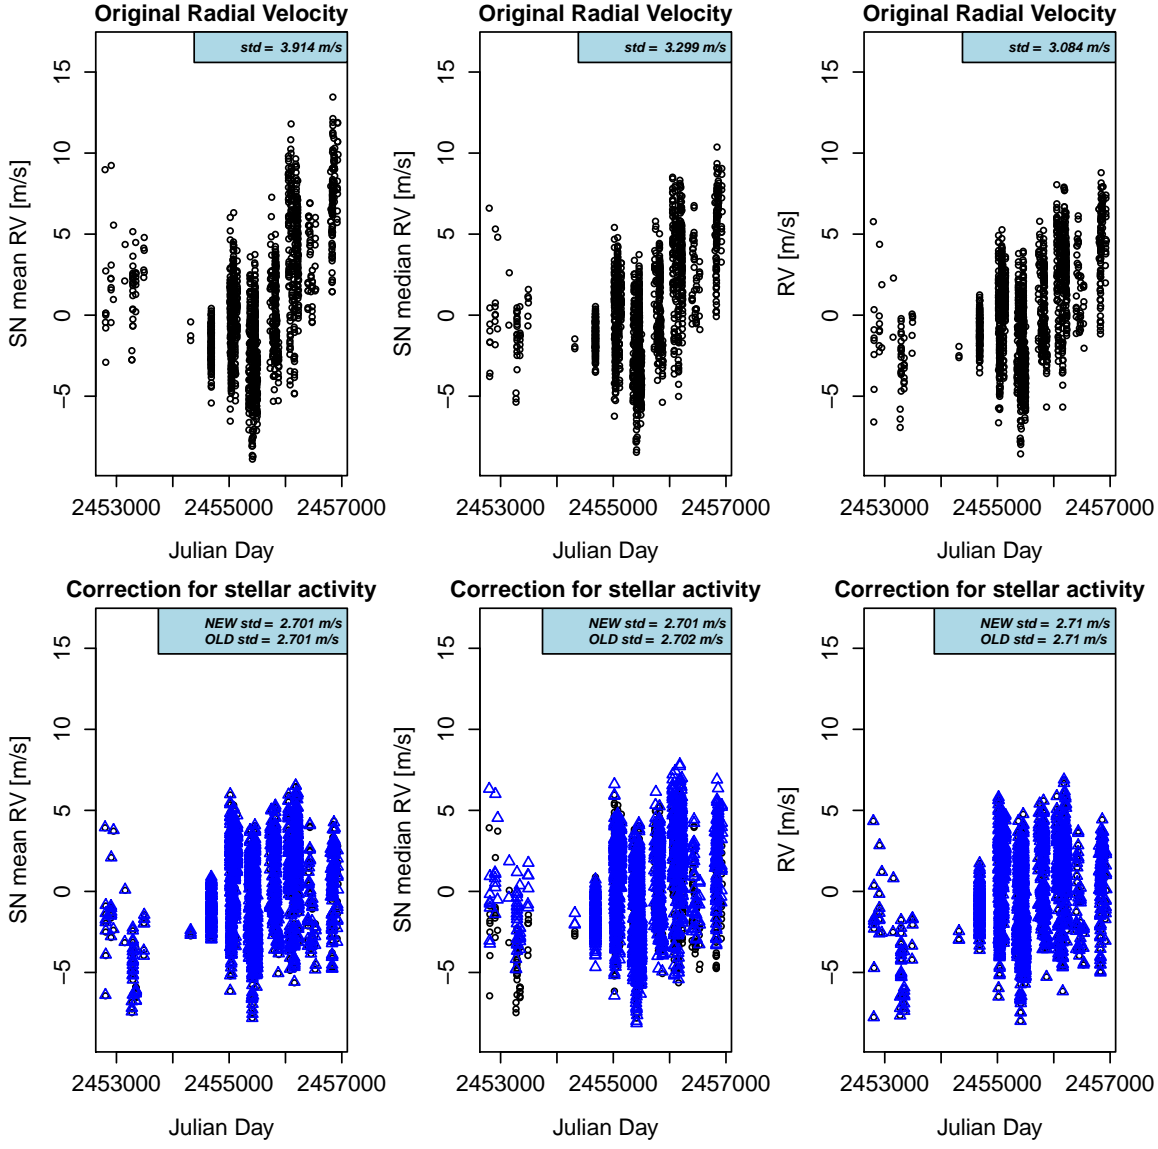 Original Radial Velocity
std = 3.914 m/s
15
10
5
0
−5
SN mean RV [m/s]
2453000 2455000 2457000
Julian Day
Original Radial Velocity
std = 3.299 m/s
15
10
5
0
−5
SN median RV [m/s]
2453000 2455000 2457000
Julian Day
Original Radial Velocity
std = 3.084 m/s
15
10
5
0
−5
RV [m/s]
2453000 2455000 2457000
Julian Day
Correction for stellar activity
NEW std = 2.701 m/s
OLD std = 2.701 m/s
15
10
5
0
−5
SN mean RV [m/s]
2453000 2455000 2457000
Julian Day
Correction for stellar activity
NEW std = 2.701 m/s
OLD std = 2.702 m/s
15
10
5
0
−5
SN median RV [m/s]
2453000 2455000 2457000
Julian Day
Correction for stellar activity
NEW std = 2.71 m/s
OLD std = 2.71 m/s
15
10
5
0
−5
RV [m/s]
2453000 2455000 2457000
Julian Day